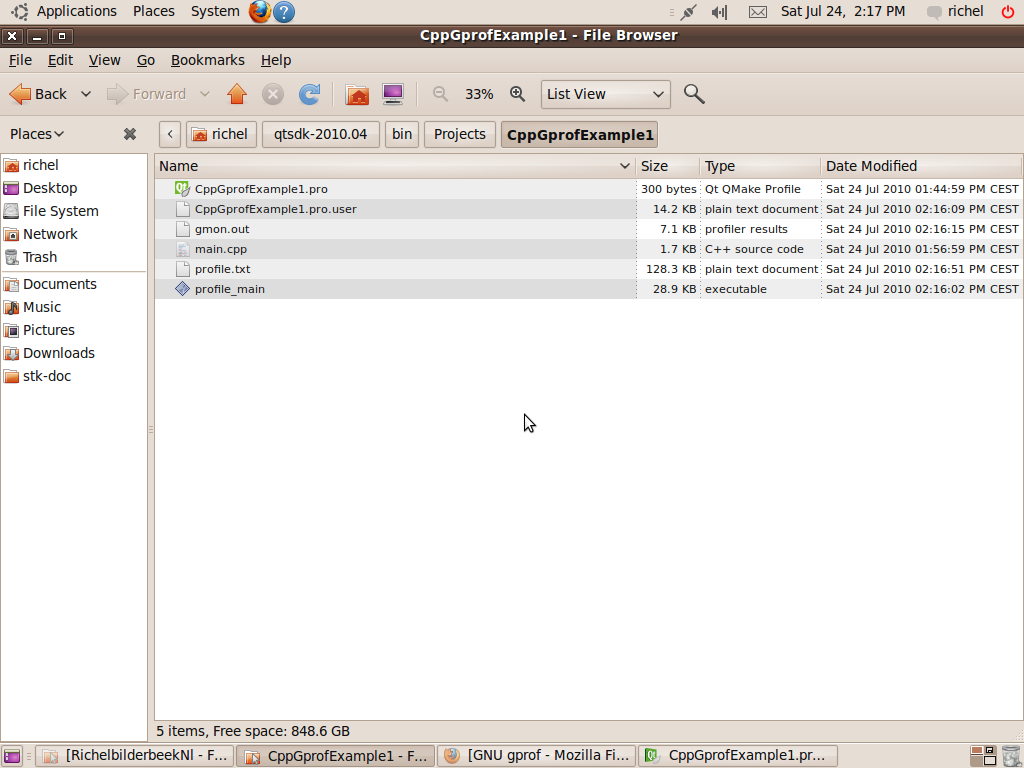 Applications Places System ? Sat Jul 24, 2:17 PM richel
CppGprofExample1 - File Browser
File Edit View Go Bookmarks Help
Back Forward 33% List View
Places richel qtsdk-2010.04 bin Projects CppGprofExample1
richel
Desktop
File System
Network
Trash
Documents
Music
Pictures
Downloads
stk-doc
Name Size Type Date Modified
CppGprofExample1.pro 300 bytes Qt QMake Profile Sat 24 Jul 2010 01:44:59 PM CEST
CppGprofExample1.pro.user 14.2 KB plain text document Sat 24 Jul 2010 02:16:09 PM CEST
gmon.out 7.1 KB profiler results Sat 24 Jul 2010 02:16:15 PM CEST
main.cpp 1.7 KB C++ source code Sat 24 Jul 2010 01:56:59 PM CEST
profile.txt 128.3 KB plain text document Sat 24 Jul 2010 02:16:51 PM CEST
profile_main 28.9 KB executable Sat 24 Jul 2010 02:16:02 PM CEST
5 items, Free space: 848.6 GB
[RichelbilderbeekNl - F... CppGprofExample1 - F... [GNU gprof - Mozilla Fi... CppGprofExample1.pr...